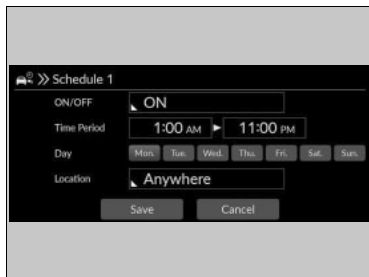 Schedule 1
ON/OFF ON
Time Period 1:00 AM 11:00 PM
Day Mon. Tue. Wed. Thu. Fri. Sat. Sun.
Location Anywhere
Save Cancel